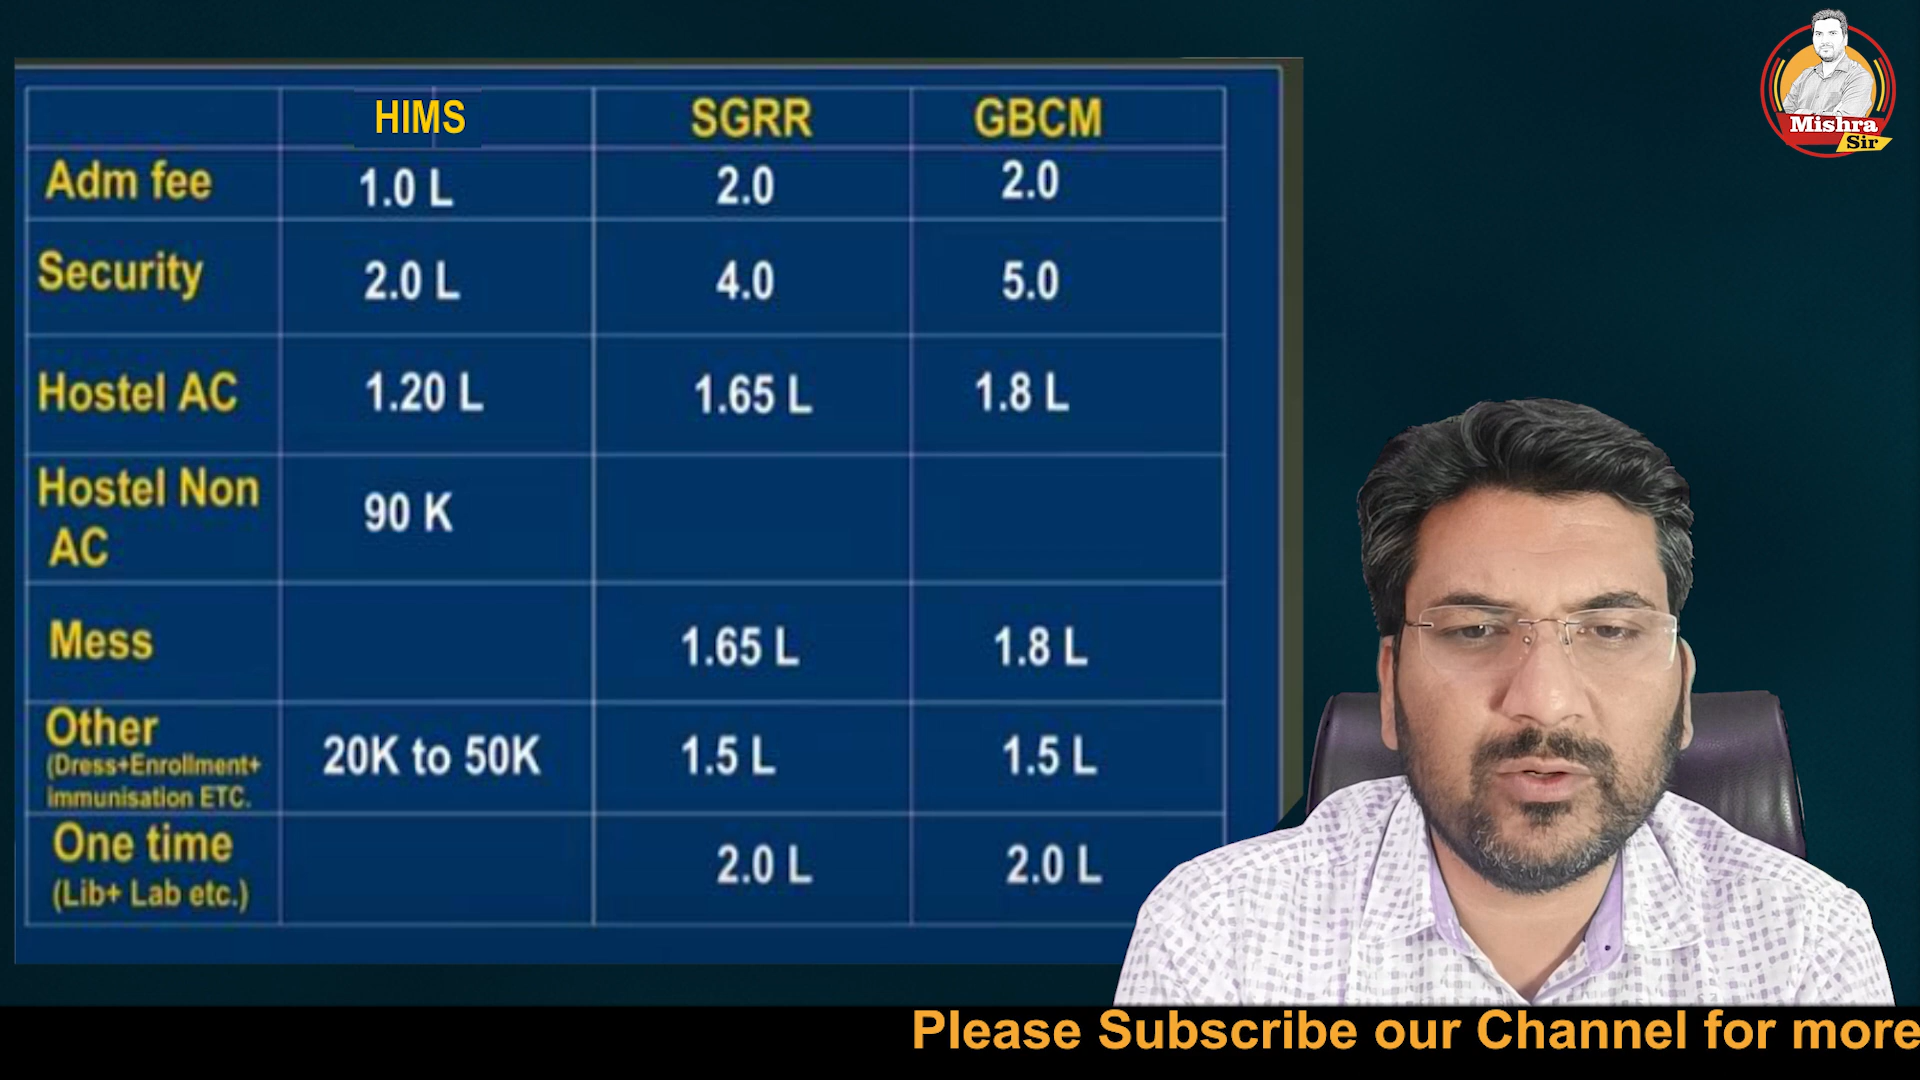 Mishra
Sir
HIMS SGRR GBCM
Adm fee 1.0 L 2.0 2.0
Security 2.0 L 4.0 5.0
Hostel AC 1.20 L 1.65 L 1.8 L
Hostel Non
AC 90 K
Mess 1.65 L 1.8 L
Other
(Dress+Enrollment+
immunisation ETC. 20K to 50K 1.5 L 1.5 L
One time
(Lib+ Lab etc.) 2.0 L 2.0 L
Please Subscribe our Channel for more